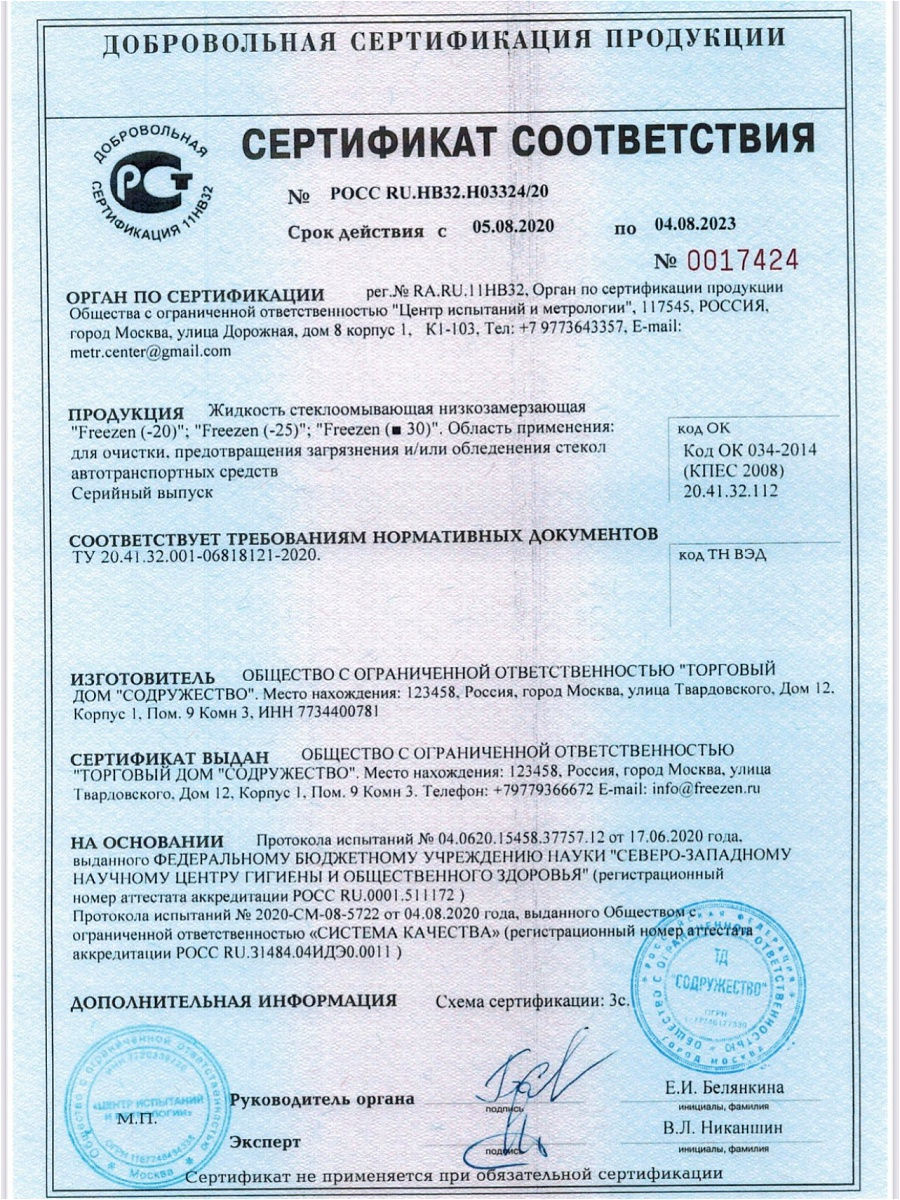 ДОБРОВОЛЬНАЯ СЕРТИФИКАЦИЯ ПРОДУКЦИИ
ДОБРОВОЛЬНАЯ
СЕРТИФИКАЦИЯ 11НВ32
РСТ
СЕРТИФИКАТ СООТВЕТСТВИЯ
№ РОСС RU.НВ32.Н03324/20
Срок действия с 05.08.2020 по 04.08.2023
№ 0017424
ОРГАН ПО СЕРТИФИКАЦИИ рег.№ RA.RU.11НВ32, Орган по сертификации продукции
Общества с ограниченной ответственностью "Центр испытаний и метрологии", 117545, РОССИЯ,
город Москва, улица Дорожная, дом 8 корпус 1, К1-103, Тел: +7 9773643357, E-mail:
metr.center@gmail.com
ПРОДУКЦИЯ Жидкость стеклоомывающая низкозамерзающая
"Freezen (-20)"; "Freezen (-25)"; "Freezen (■ 30)". Область применения:
для очистки, предотвращения загрязнения и/или обледенения стекол
автотранспортных средств
Серийный выпуск
код ОК
Код ОК 034-2014
(КПЕС 2008)
20.41.32.112
СООТВЕТСТВУЕТ ТРЕБОВАНИЯМ НОРМАТИВНЫХ ДОКУМЕНТОВ
ТУ 20.41.32.001-06818121-2020.
код ТН ВЭД
ИЗГОТОВИТЕЛЬ ОБЩЕСТВО С ОГРАНИЧЕННОЙ ОТВЕТСТВЕННОСТЬЮ "ТОРГОВЫЙ
ДОМ "СОДРУЖЕСТВО". Место нахождения: 123458, Россия, город Москва, улица Твардовского, Дом 12.
Корпус 1, Пом. 9 Комн 3, ИНН 7734400781
СЕРТИФИКАТ ВЫДАН ОБЩЕСТВО С ОГРАНИЧЕННОЙ ОТВЕТСТВЕННОСТЬЮ
"ТОРГОВЫЙ ДОМ "СОДРУЖЕСТВО". Место нахождения: 123458, Россия, город Москва, улица
Твардовского, Дом 12, Корпус 1, Пом. 9 Комн 3. Телефон: +79779366672 E-mail: info@freezen.ru
НА ОСНОВАНИИ Протокола испытаний № 04.0620.15458.37757.12 от 17.06.2020 года,
выданного ФЕДЕРАЛЬНОМУ БЮДЖЕТНОМУ УЧРЕЖДЕНИЮ НАУКИ "СЕВЕРО-ЗАПАДНОМУ
НАУЧНОМУ ЦЕНТРУ ГИГИЕНЫ И ОБЩЕСТВЕННОГО ЗДОРОВЬЯ" (регистрационный
номер аттестата аккредитации РОСС RU.0001.511172 )
Протокола испытаний № 2020-СМ-08-5722 от 04.08.2020 года, выданного Обществом с
ограниченной ответственностью «СИСТЕМА КАЧЕСТВА» (регистрационный номер аттестата
аккредитации РОСС RU.31484.04ИДЭ0.0011 )
РОССИЙСКАЯ ФЕДЕРАЦИЯ
ОБЩЕСТВО С ОГРАНИЧЕННОЙ ОТВЕТСТВЕННОСТЬЮ
ТД
"СОДРУЖЕСТВО"
ОГРН
ГОРОД МОСКВА
ДОПОЛНИТЕЛЬНАЯ ИНФОРМАЦИЯ Схема сертификации: 3с.
Общество с ограниченной ответственностью
ИНН
«ЦЕНТР ИСПЫТАНИЙ
И МЕТРОЛОГИИ»
ОГРН
Москва
М.П.
Руководитель органа
подпись
Е.И. Белянкина
инициалы, фамилия
Эксперт
подпись
В.Л. Никаншин
инициалы, фамилия
Сертификат не применяется при обязательной сертификации